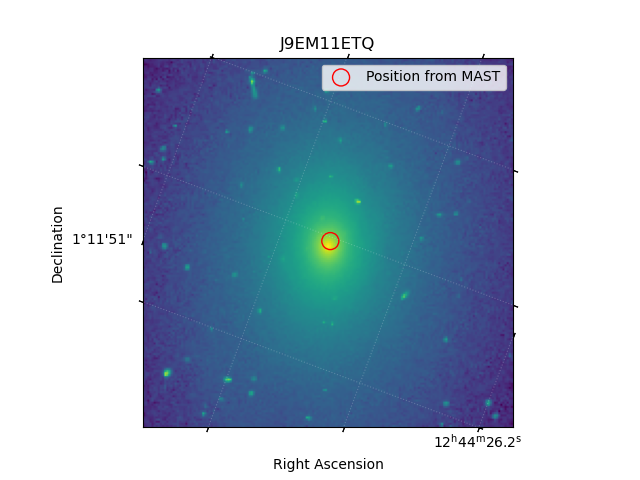 J9EM11ETQ
Position from MAST
Declination
1°11'51"
12h44m26.2s
Right Ascension